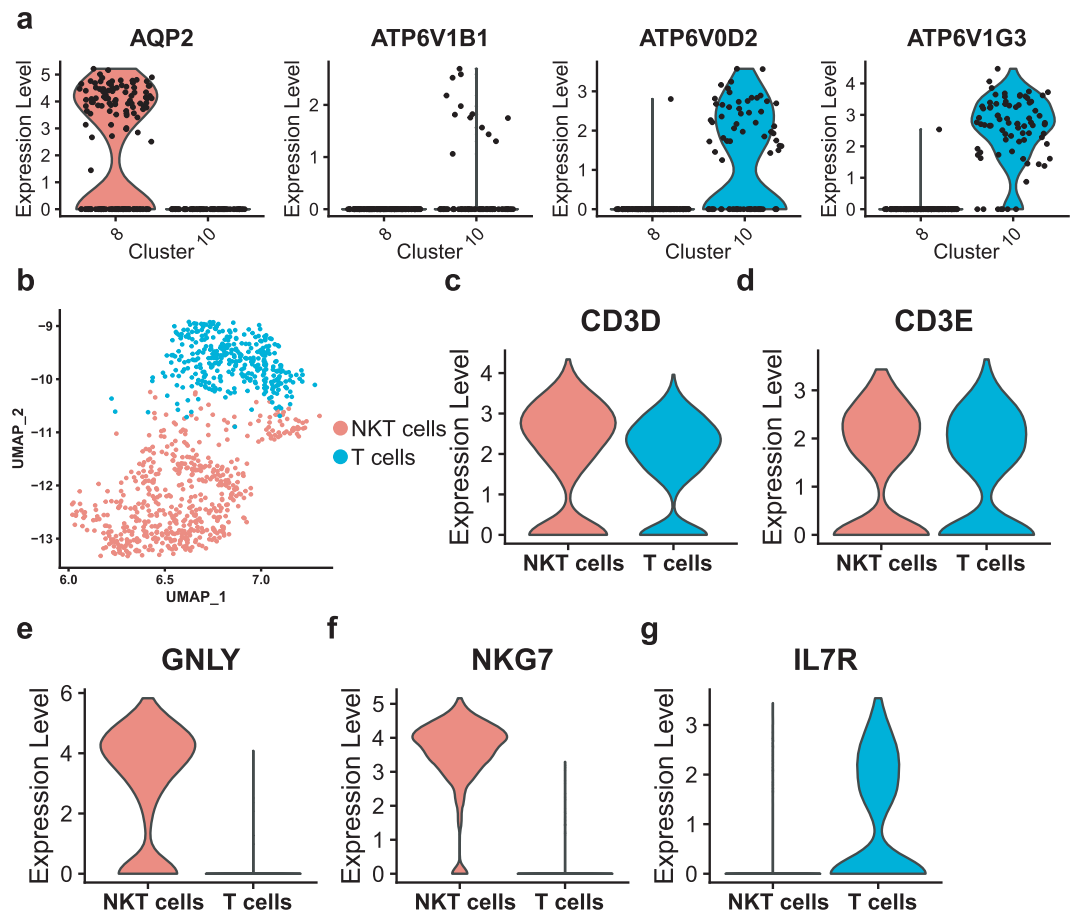 a
AQP2
ATP6V1B1
ATP6V0D2
ATP6V1G3
Expression Level
5
4
3
2
1
0
8
10
Cluster
Expression Level
2
1
0
8
10
Cluster
Expression Level
3
2
1
0
8
10
Cluster
Expression Level
4
3
2
1
0
8
10
Cluster
b
UMAP_2
−9
−10
−11
−12
−13
6.0
6.5
7.0
UMAP_1
NKT cells
T cells
c
CD3D
Expression Level
4
3
2
1
0
NKT cells
T cells
d
CD3E
Expression Level
3
2
1
0
NKT cells
T cells
e
GNLY
Expression Level
6
4
2
0
NKT cells
T cells
f
NKG7
Expression Level
5
4
3
2
1
0
NKT cells
T cells
g
IL7R
Expression Level
3
2
1
0
NKT cells
T cells